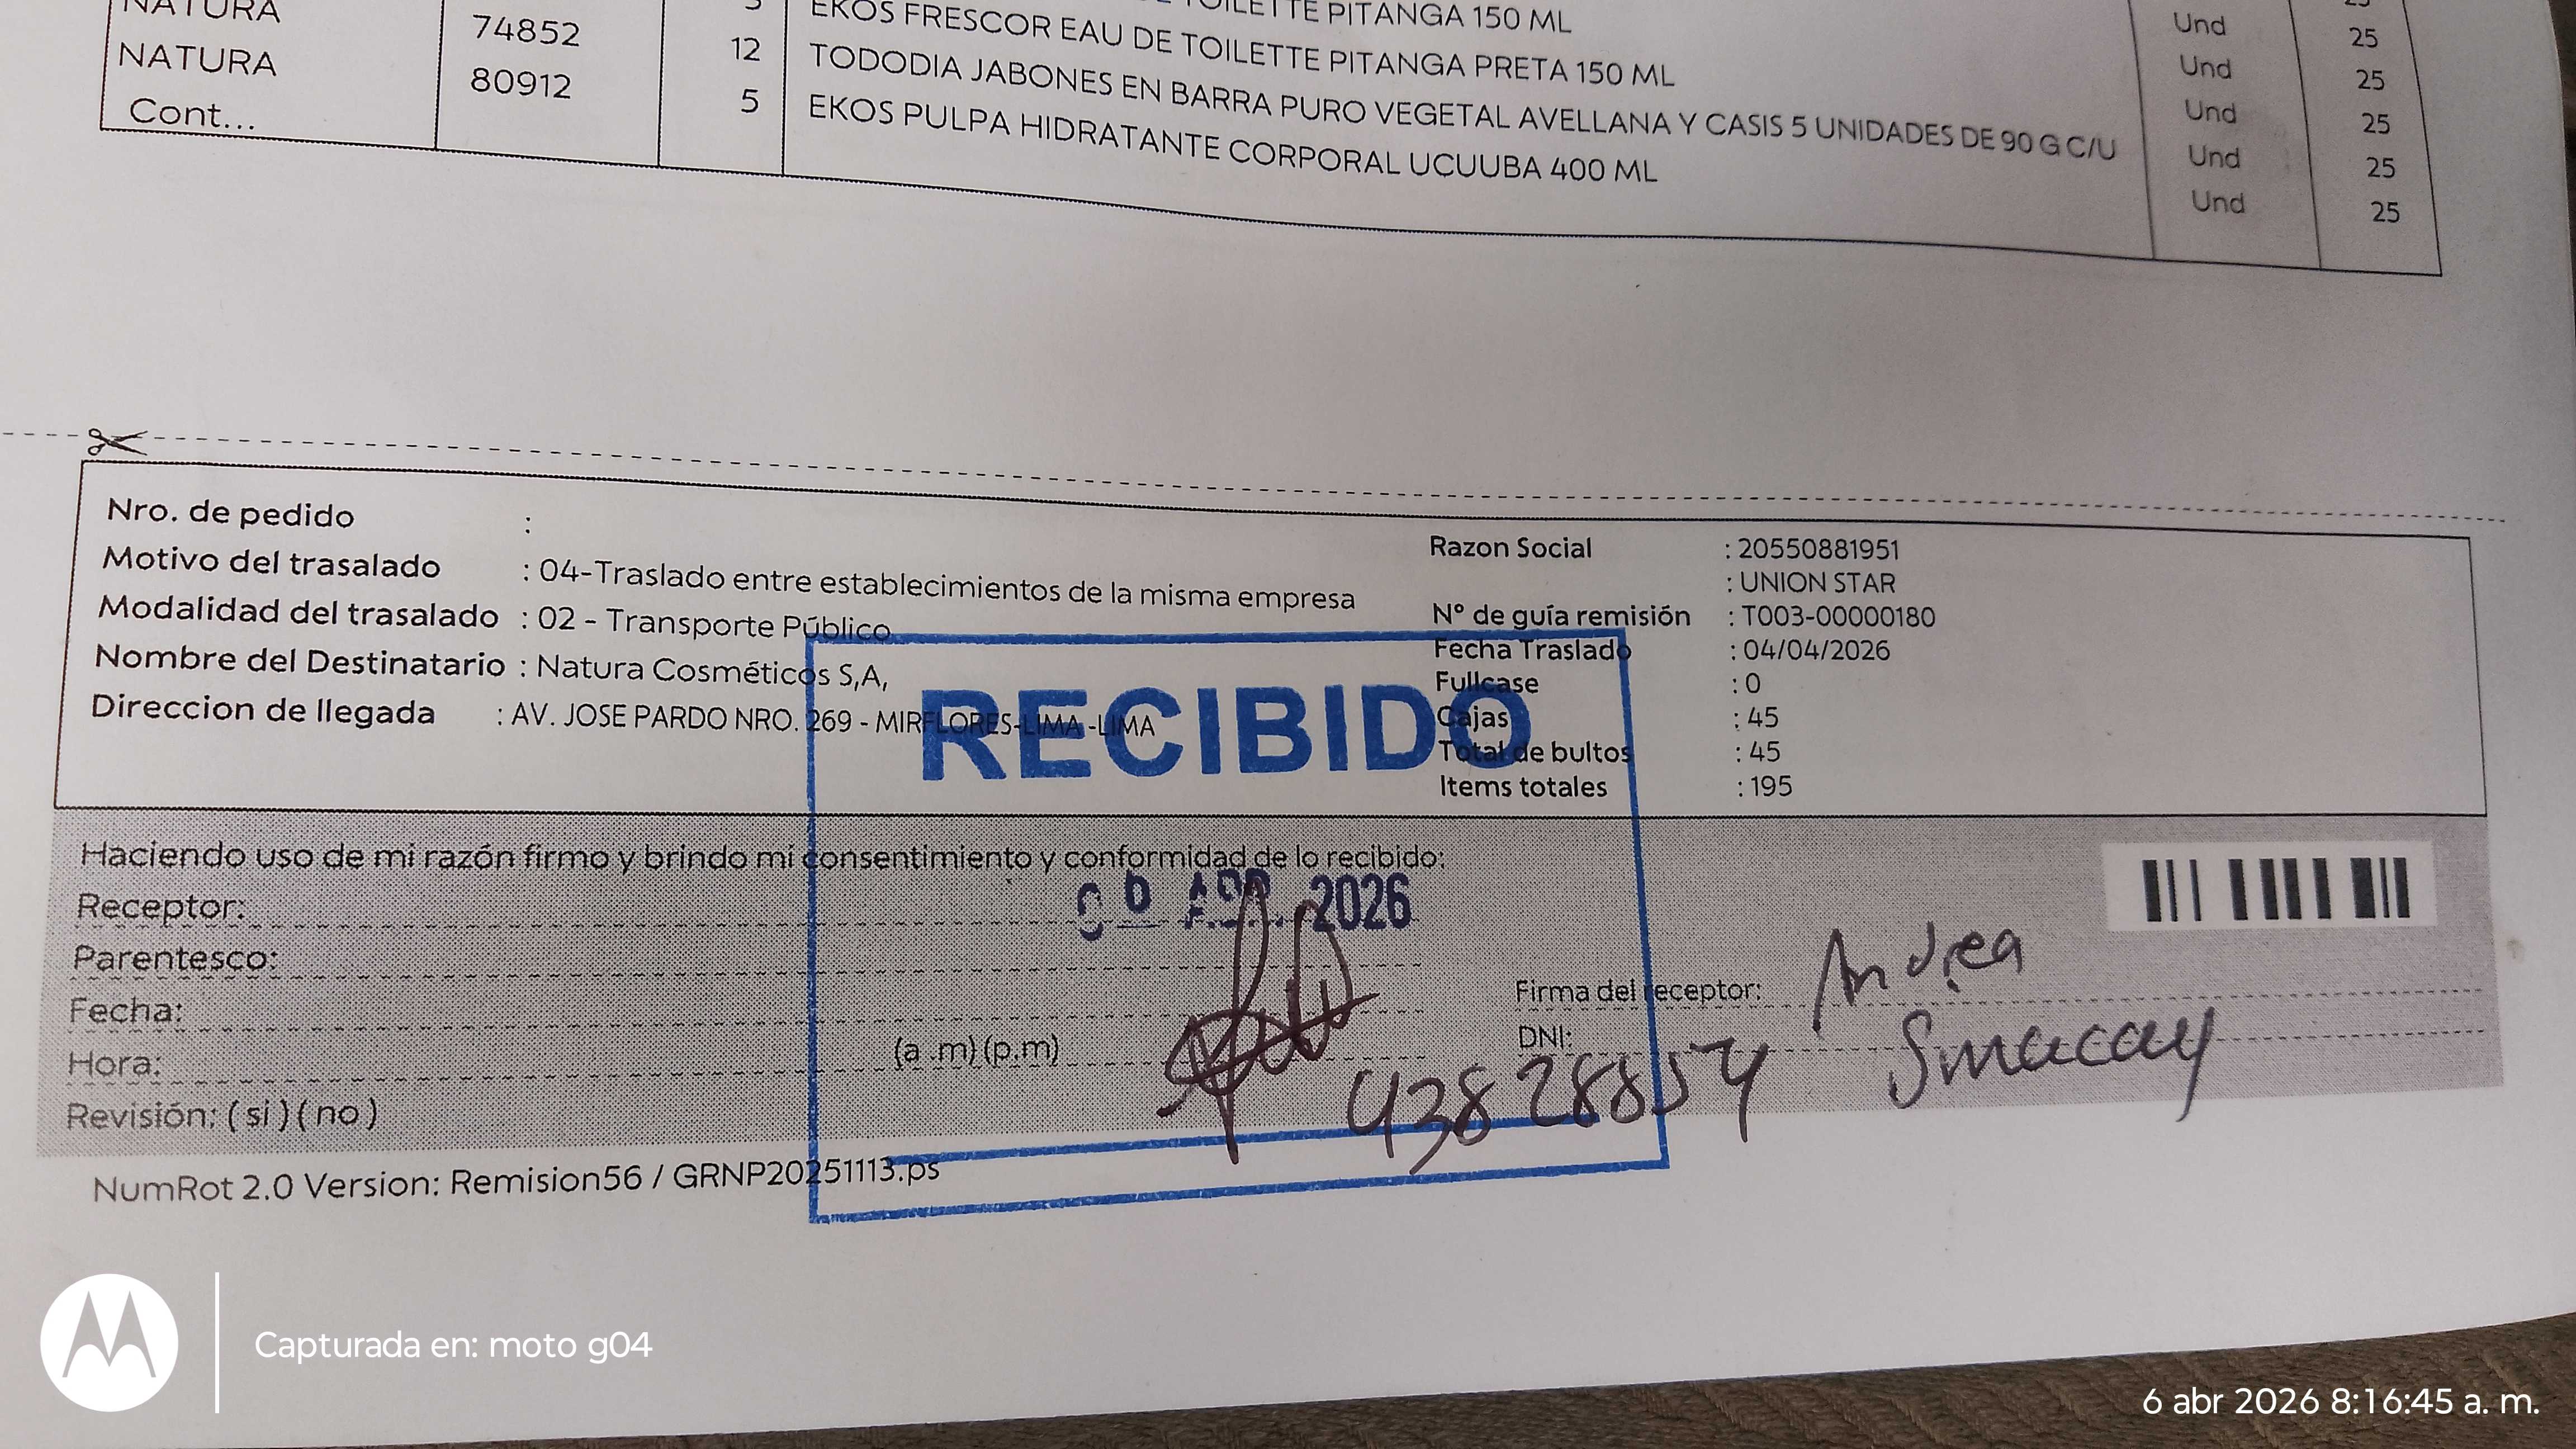 NATURA 74852 12 TOILETTE PITANGA 150 ML Und 25
NATURA 80912 5 EKOS FRESCOR EAU DE TOILETTE PITANGA PRETA 150 ML Und 25
Cont... TODODIA JABONES EN BARRA PURO VEGETAL AVELLANA Y CASIS 5 UNIDADES DE 90 G C/U Und 25
EKOS PULPA HIDRATANTE CORPORAL UCUUBA 400 ML Und 25
Und 25
Nro. de pedido :
Motivo del trasalado : 04-Traslado entre establecimientos de la misma empresa
Modalidad del trasalado : 02 - Transporte Público
Nombre del Destinatario : Natura Cosméticos S,A,
Direccion de llegada : AV. JOSE PARDO NRO. 269 - MIRFLORES-LIMA -LIMA
Razon Social : 20550881951
: UNION STAR
Nº de guía remisión : T003-00000180
Fecha Traslado : 04/04/2026
Fullcase : 0
Cajas : 45
Total de bultos : 45
Items totales : 195
RECIBIDO
Haciendo uso de mi razón firmo y brindo mi consentimiento y conformidad de lo recibido:
2026
Receptor:
Parentesco:
Fecha:
Hora: (a .m) (p.m)
Revisión: ( si ) ( no )
Firma del receptor: Andrea
DNI: 43828854
NumRot 2.0 Version: Remision56 / GRNP20251113.ps
Capturada en: moto g04
6 abr 2026 8:16:45 a. m.